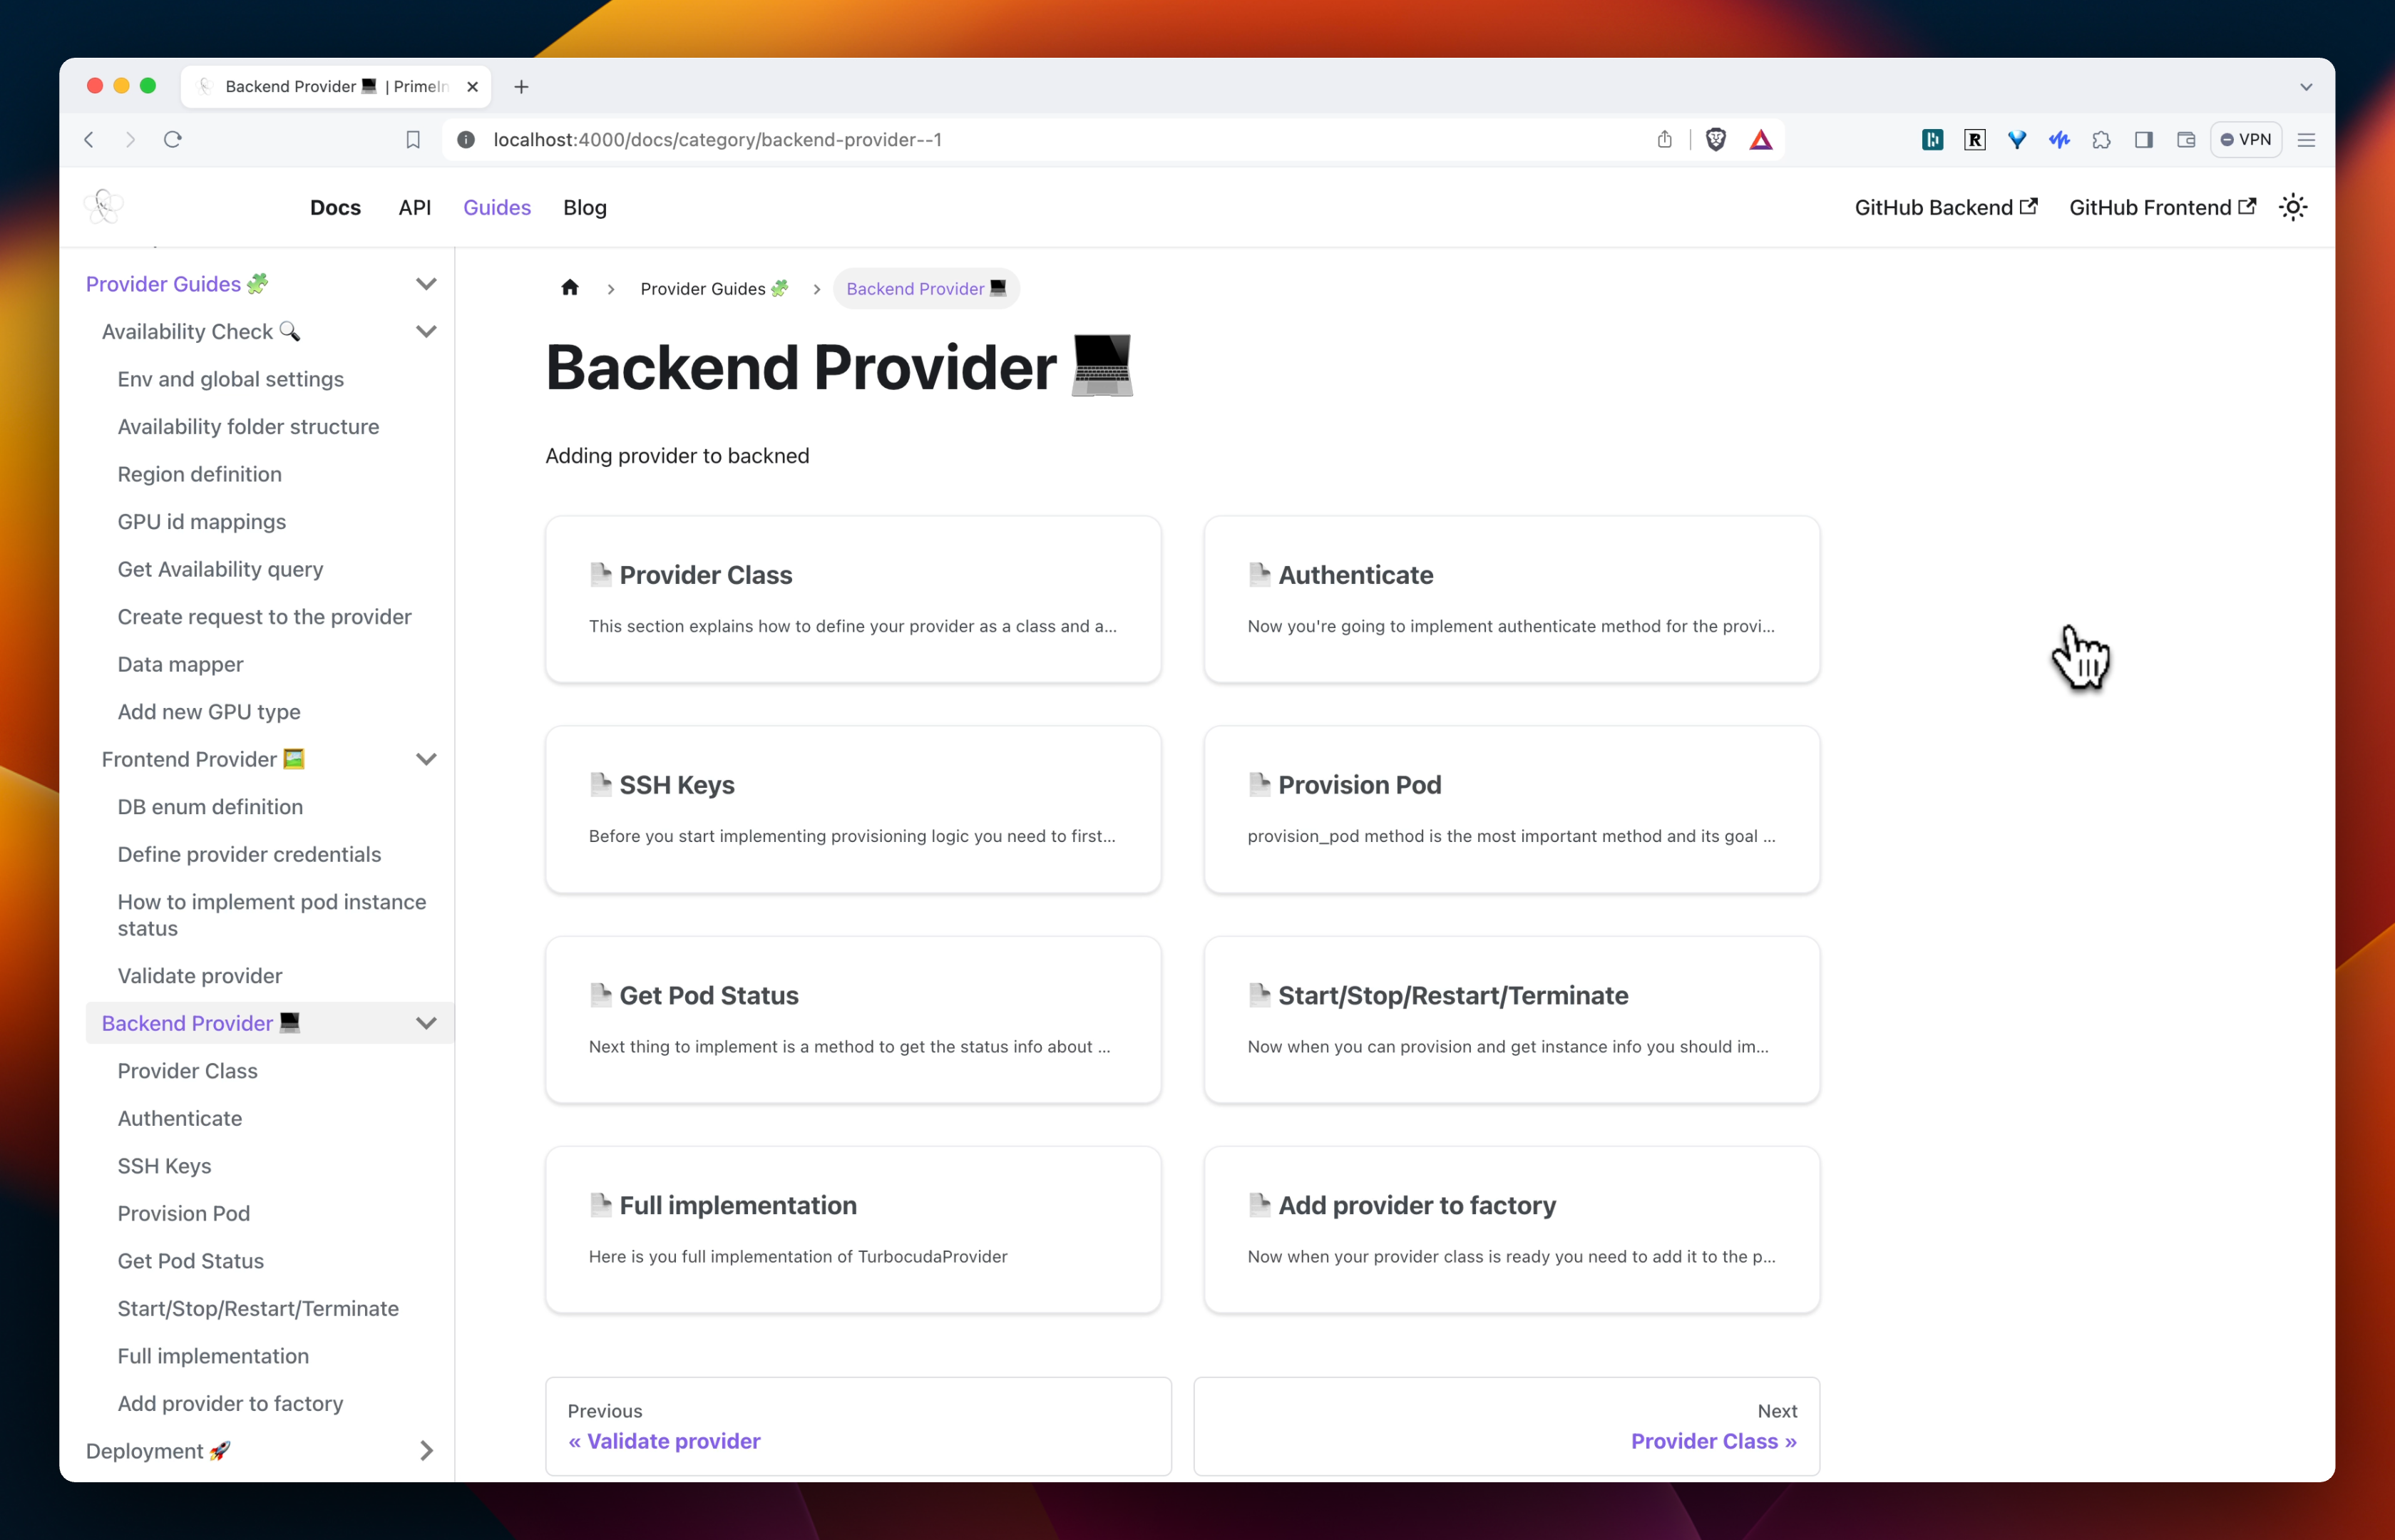 Backend Provider 💻 | PrimeIn
localhost:4000/docs/category/backend-provider--1
VPN
Docs
API
Guides
Blog
GitHub Backend
GitHub Frontend
Provider Guides 🧩
Availability Check 🔍
Env and global settings
Availability folder structure
Region definition
GPU id mappings
Get Availability query
Create request to the provider
Data mapper
Add new GPU type
Frontend Provider 🖼️
DB enum definition
Define provider credentials
How to implement pod instance
status
Validate provider
Backend Provider 💻
Provider Class
Authenticate
SSH Keys
Provision Pod
Get Pod Status
Start/Stop/Restart/Terminate
Full implementation
Add provider to factory
Deployment 🚀
Provider Guides 🧩 › Backend Provider 💻
Backend Provider 💻
Adding provider to backned
📄 Provider Class
This section explains how to define your provider as a class and a...
📄 Authenticate
Now you're going to implement authenticate method for the provi...
📄 SSH Keys
Before you start implementing provisioning logic you need to first...
📄 Provision Pod
provision_pod method is the most important method and its goal ...
📄 Get Pod Status
Next thing to implement is a method to get the status info about ...
📄 Start/Stop/Restart/Terminate
Now when you can provision and get instance info you should im...
📄 Full implementation
Here is you full implementation of TurbocudaProvider
📄 Add provider to factory
Now when your provider class is ready you need to add it to the p...
Previous
« Validate provider
Next
Provider Class »